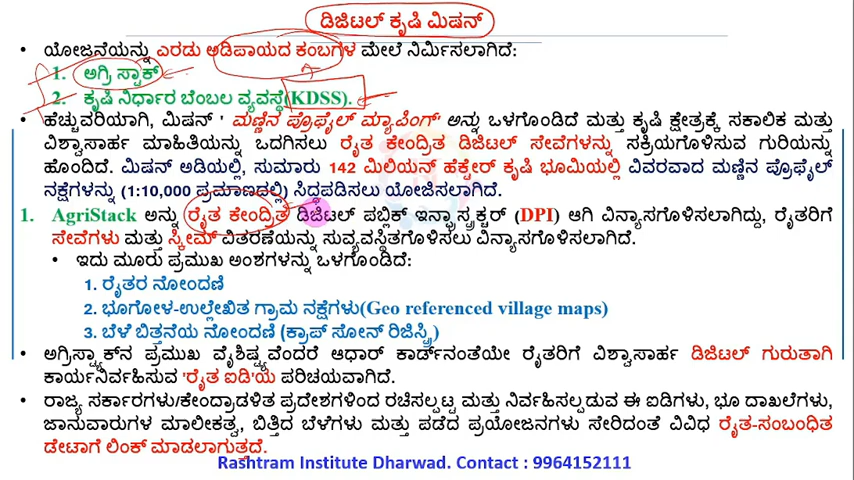 ಡಿಜಿಟಲ್ ಕೃಷಿ ಮಿಷನ್
• ಯೋಜನೆಯನ್ನು ಎರಡು ಅಡಿಪಾಯದ ಕಂಬಗಳ ಮೇಲೆ ನಿರ್ಮಿಸಲಾಗಿದೆ:
1. ಅಗ್ರಿ ಸ್ಟಾಕ್
2. ಕೃಷಿ ನಿರ್ಧಾರ ಬೆಂಬಲ ವ್ಯವಸ್ಥೆ(KDSS).
• ಹೆಚ್ಚುವರಿಯಾಗಿ, ಮಿಷನ್ ' ಮಣ್ಣಿನ ಪ್ರೊಫೈಲ್ ಮ್ಯಾಪಿಂಗ್' ಅನ್ನು ಒಳಗೊಂಡಿದೆ ಮತ್ತು ಕೃಷಿ ಕ್ಷೇತ್ರಕ್ಕೆ ಸಕಾಲಿಕ ಮತ್ತು
ವಿಶ್ವಾಸಾರ್ಹ ಮಾಹಿತಿಯನ್ನು ಒದಗಿಸಲು ರೈತ ಕೇಂದ್ರಿತ ಡಿಜಿಟಲ್ ಸೇವೆಗಳನ್ನು ಸಕ್ರಿಯಗೊಳಿಸುವ ಗುರಿಯನ್ನು
ಹೊಂದಿದೆ. ಮಿಷನ್ ಅಡಿಯಲ್ಲಿ, ಸುಮಾರು 142 ಮಿಲಿಯನ್ ಹೆಕ್ಟೇರ್ ಕೃಷಿ ಭೂಮಿಯಲ್ಲಿ ವಿವರವಾದ ಮಣ್ಣಿನ ಪ್ರೊಫೈಲ್
ನಕ್ಷೆಗಳನ್ನು (1:10,000 ಪ್ರಮಾಣದಲ್ಲಿ) ಸಿದ್ಧಪಡಿಸಲು ಯೋಜಿಸಲಾಗಿದೆ.
1. AgriStack ಅನ್ನು ರೈತ ಕೇಂದ್ರಿತ ಡಿಜಿಟಲ್ ಪಬ್ಲಿಕ್ ಇನ್ಫ್ರಾಸ್ಟ್ರಕ್ಚರ್ (DPI) ಆಗಿ ವಿನ್ಯಾಸಗೊಳಿಸಲಾಗಿದ್ದು, ರೈತರಿಗೆ
ಸೇವೆಗಳು ಮತ್ತು ಸ್ಕೀಮ್ ವಿತರಣೆಯನ್ನು ಸುವ್ಯವಸ್ಥಿತಗೊಳಿಸಲು ವಿನ್ಯಾಸಗೊಳಿಸಲಾಗಿದೆ.
• ಇದು ಮೂರು ಪ್ರಮುಖ ಅಂಶಗಳನ್ನು ಒಳಗೊಂಡಿದೆ:
1. ರೈತರ ನೋಂದಣಿ
2. ಭೂಗೋಳ-ಉಲ್ಲೇಖಿತ ಗ್ರಾಮ ನಕ್ಷೆಗಳು(Geo referenced village maps)
3. ಬೆಳೆ ಬಿತ್ತನೆಯ ನೋಂದಣಿ (ಕ್ರಾಪ್ ಸೋನ್ ರಿಜಿಸ್ಟ್ರಿ)
• ಅಗ್ರಿಸ್ಟ್ಯಾಕ್‌ನ ಪ್ರಮುಖ ವೈಶಿಷ್ಟ್ಯವೆಂದರೆ ಆಧಾರ್ ಕಾರ್ಡ್‌ನಂತೆಯೇ ರೈತರಿಗೆ ವಿಶ್ವಾಸಾರ್ಹ ಡಿಜಿಟಲ್ ಗುರುತಾಗಿ
ಕಾರ್ಯನಿರ್ವಹಿಸುವ 'ರೈತ ಐಡಿ'ಯ ಪರಿಚಯವಾಗಿದೆ.
• ರಾಜ್ಯ ಸರ್ಕಾರಗಳು/ಕೇಂದ್ರಾಡಳಿತ ಪ್ರದೇಶಗಳಿಂದ ರಚಿಸಲ್ಪಟ್ಟ ಮತ್ತು ನಿರ್ವಹಿಸಲ್ಪಡುವ ಈ ಐಡಿಗಳು, ಭೂ ದಾಖಲೆಗಳು,
ಜಾನುವಾರುಗಳ ಮಾಲೀಕತ್ವ, ಬಿತ್ತಿದ ಬೆಳೆಗಳು ಮತ್ತು ಪಡೆದ ಪ್ರಯೋಜನಗಳು ಸೇರಿದಂತೆ ವಿವಿಧ ರೈತ-ಸಂಬಂಧಿತ
ಡೇಟಾಗೆ ಲಿಂಕ್ ಮಾಡಲಾಗುತ್ತದೆ.
Rashtram Institute Dharwad. Contact : 9964152111